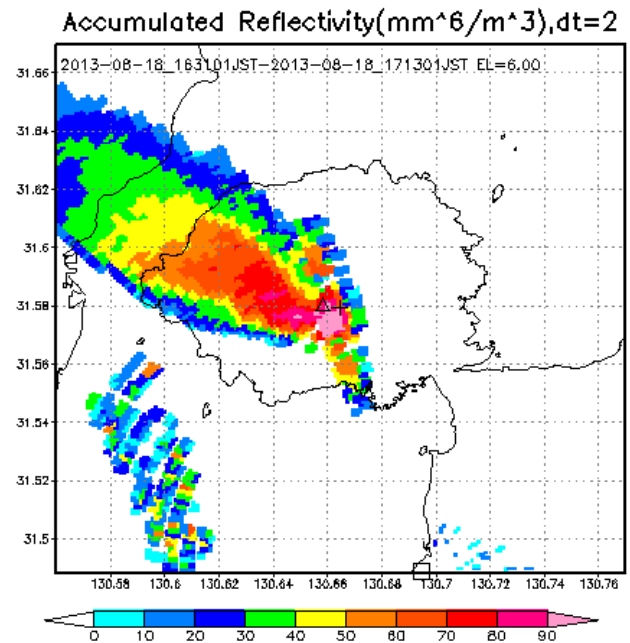 Accumulated Reflectivity(mm^6/m^3),dt=2
2013-08-18_163101JST-2013-08-18_171301JST EL=6.00
31.66
31.64
31.62
31.6
31.58
31.56
31.54
31.52
31.5
130.58 130.6 130.62 130.64 130.66 130.68 130.7 130.72 130.74 130.76
0 10 20 30 40 50 60 70 80 90